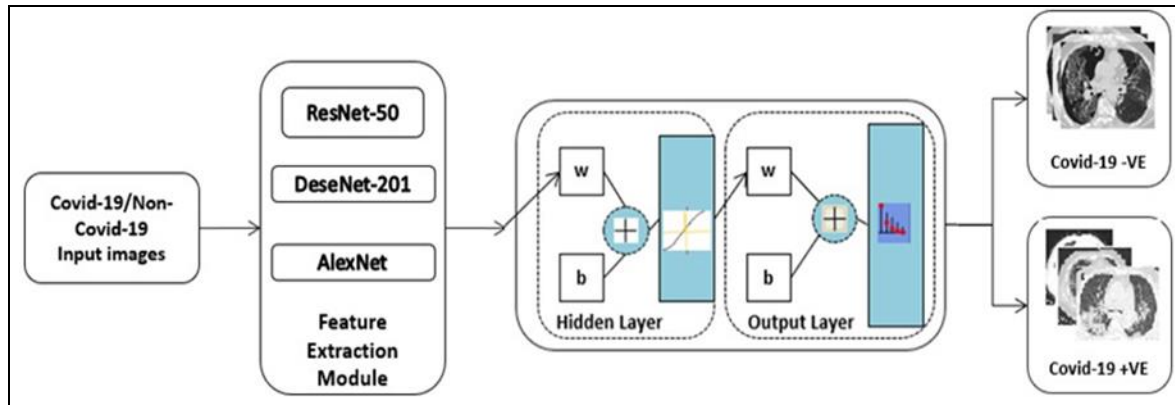 Covid-19/Non-
Covid-19
Input images
ResNet-50
DeseNet-201
AlexNet
Feature
Extraction
Module
w
b
Hidden Layer
w
b
Output Layer
Covid-19 -VE
Covid-19 +VE